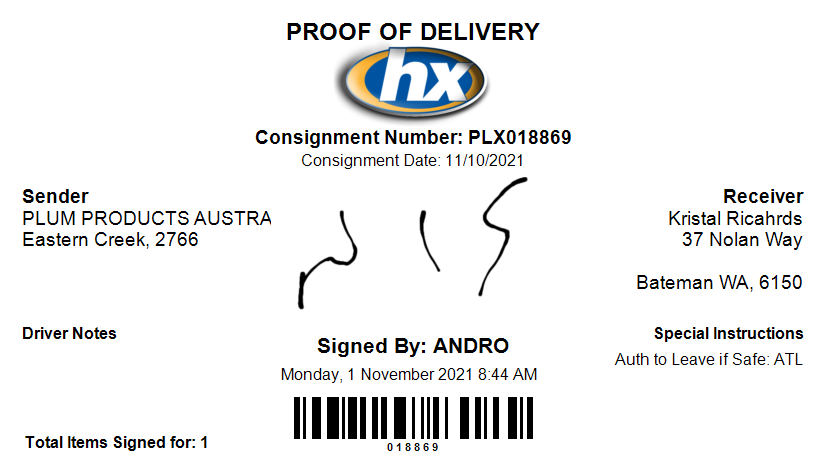 PROOF OF DELIVERY
hx
Consignment Number: PLX018869
Consignment Date: 11/10/2021
Sender
PLUM PRODUCTS AUSTRA
Eastern Creek, 2766
Receiver
Kristal Ricahrds
37 Nolan Way
Bateman WA, 6150
Driver Notes
Signed By: ANDRO
Monday, 1 November 2021 8:44 AM
Special Instructions
Auth to Leave if Safe: ATL
Total Items Signed for: 1
018869